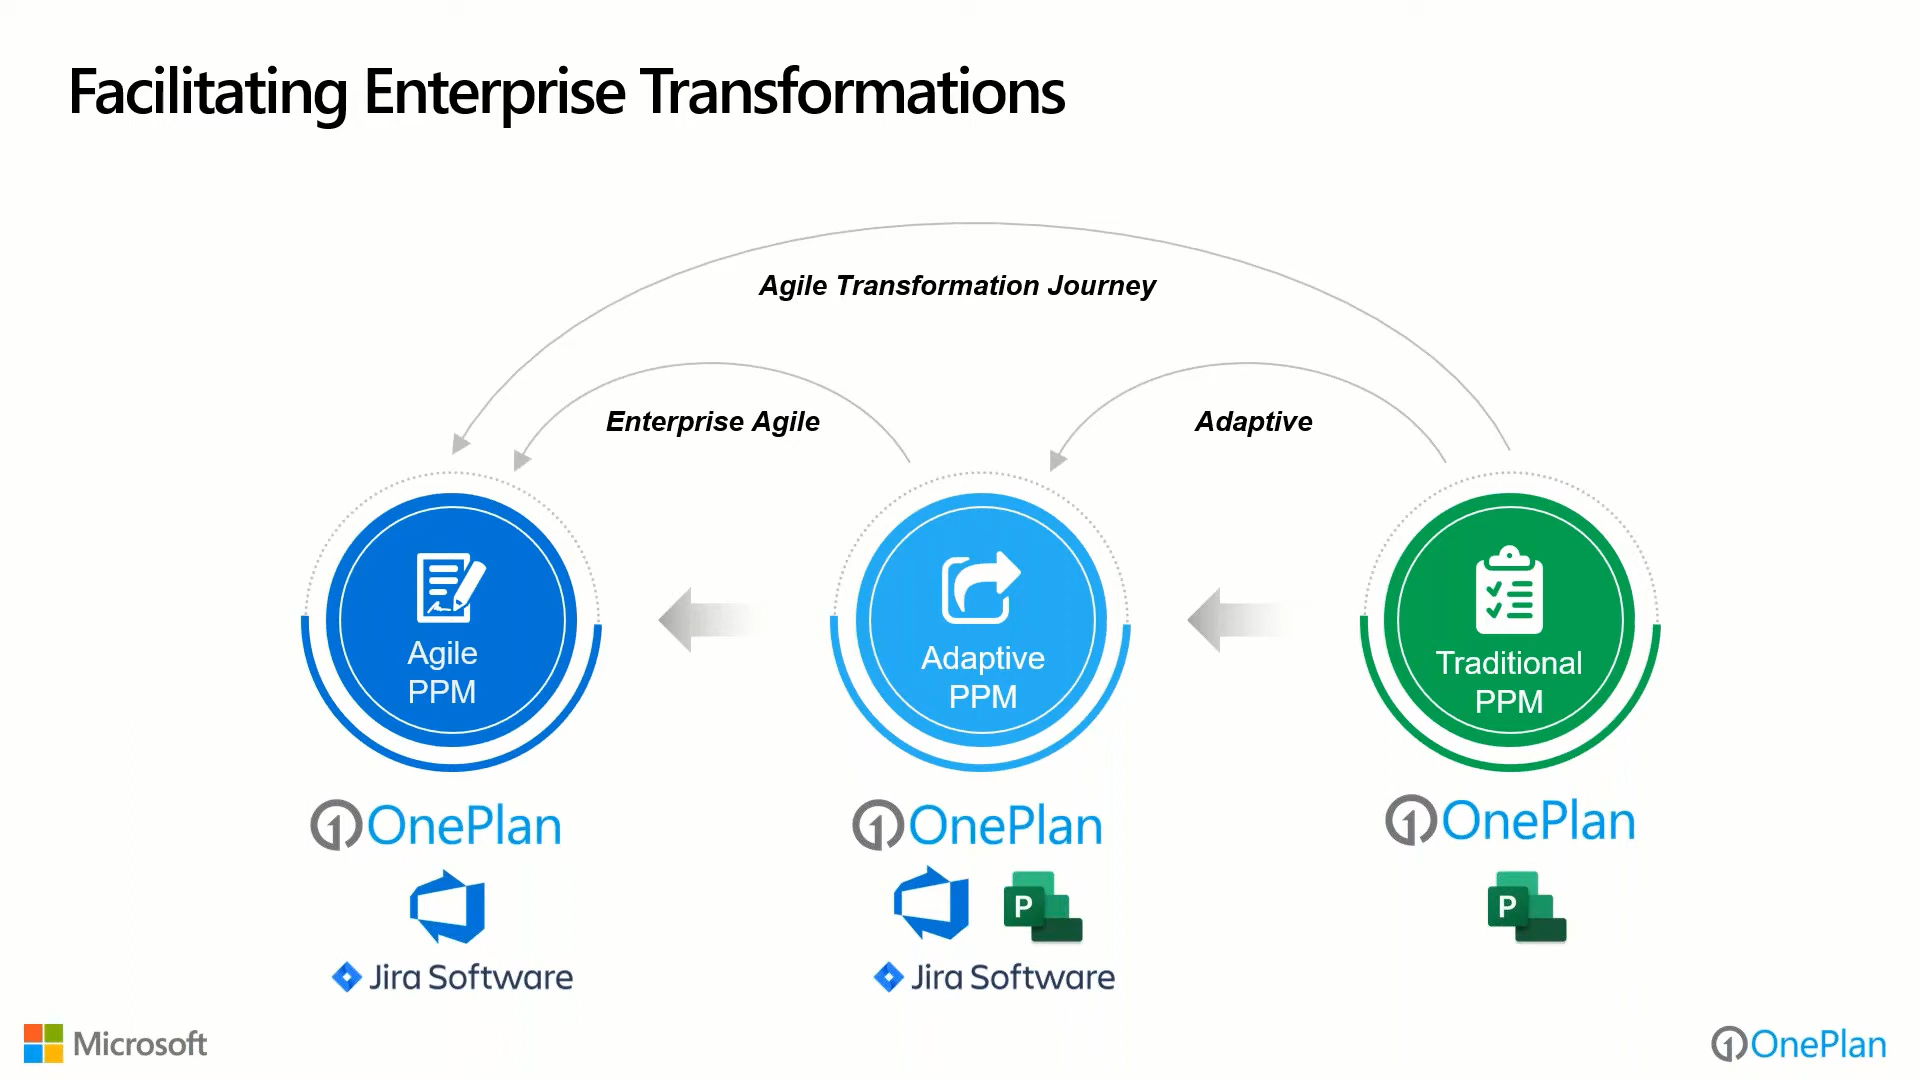 Facilitating Enterprise Transformations
Agile Transformation Journey
Enterprise Agile
Adaptive
Agile
PPM
Adaptive
PPM
Traditional
PPM
OnePlan
OnePlan
OnePlan
P
P
Jira Software
Jira Software
Microsoft
OnePlan